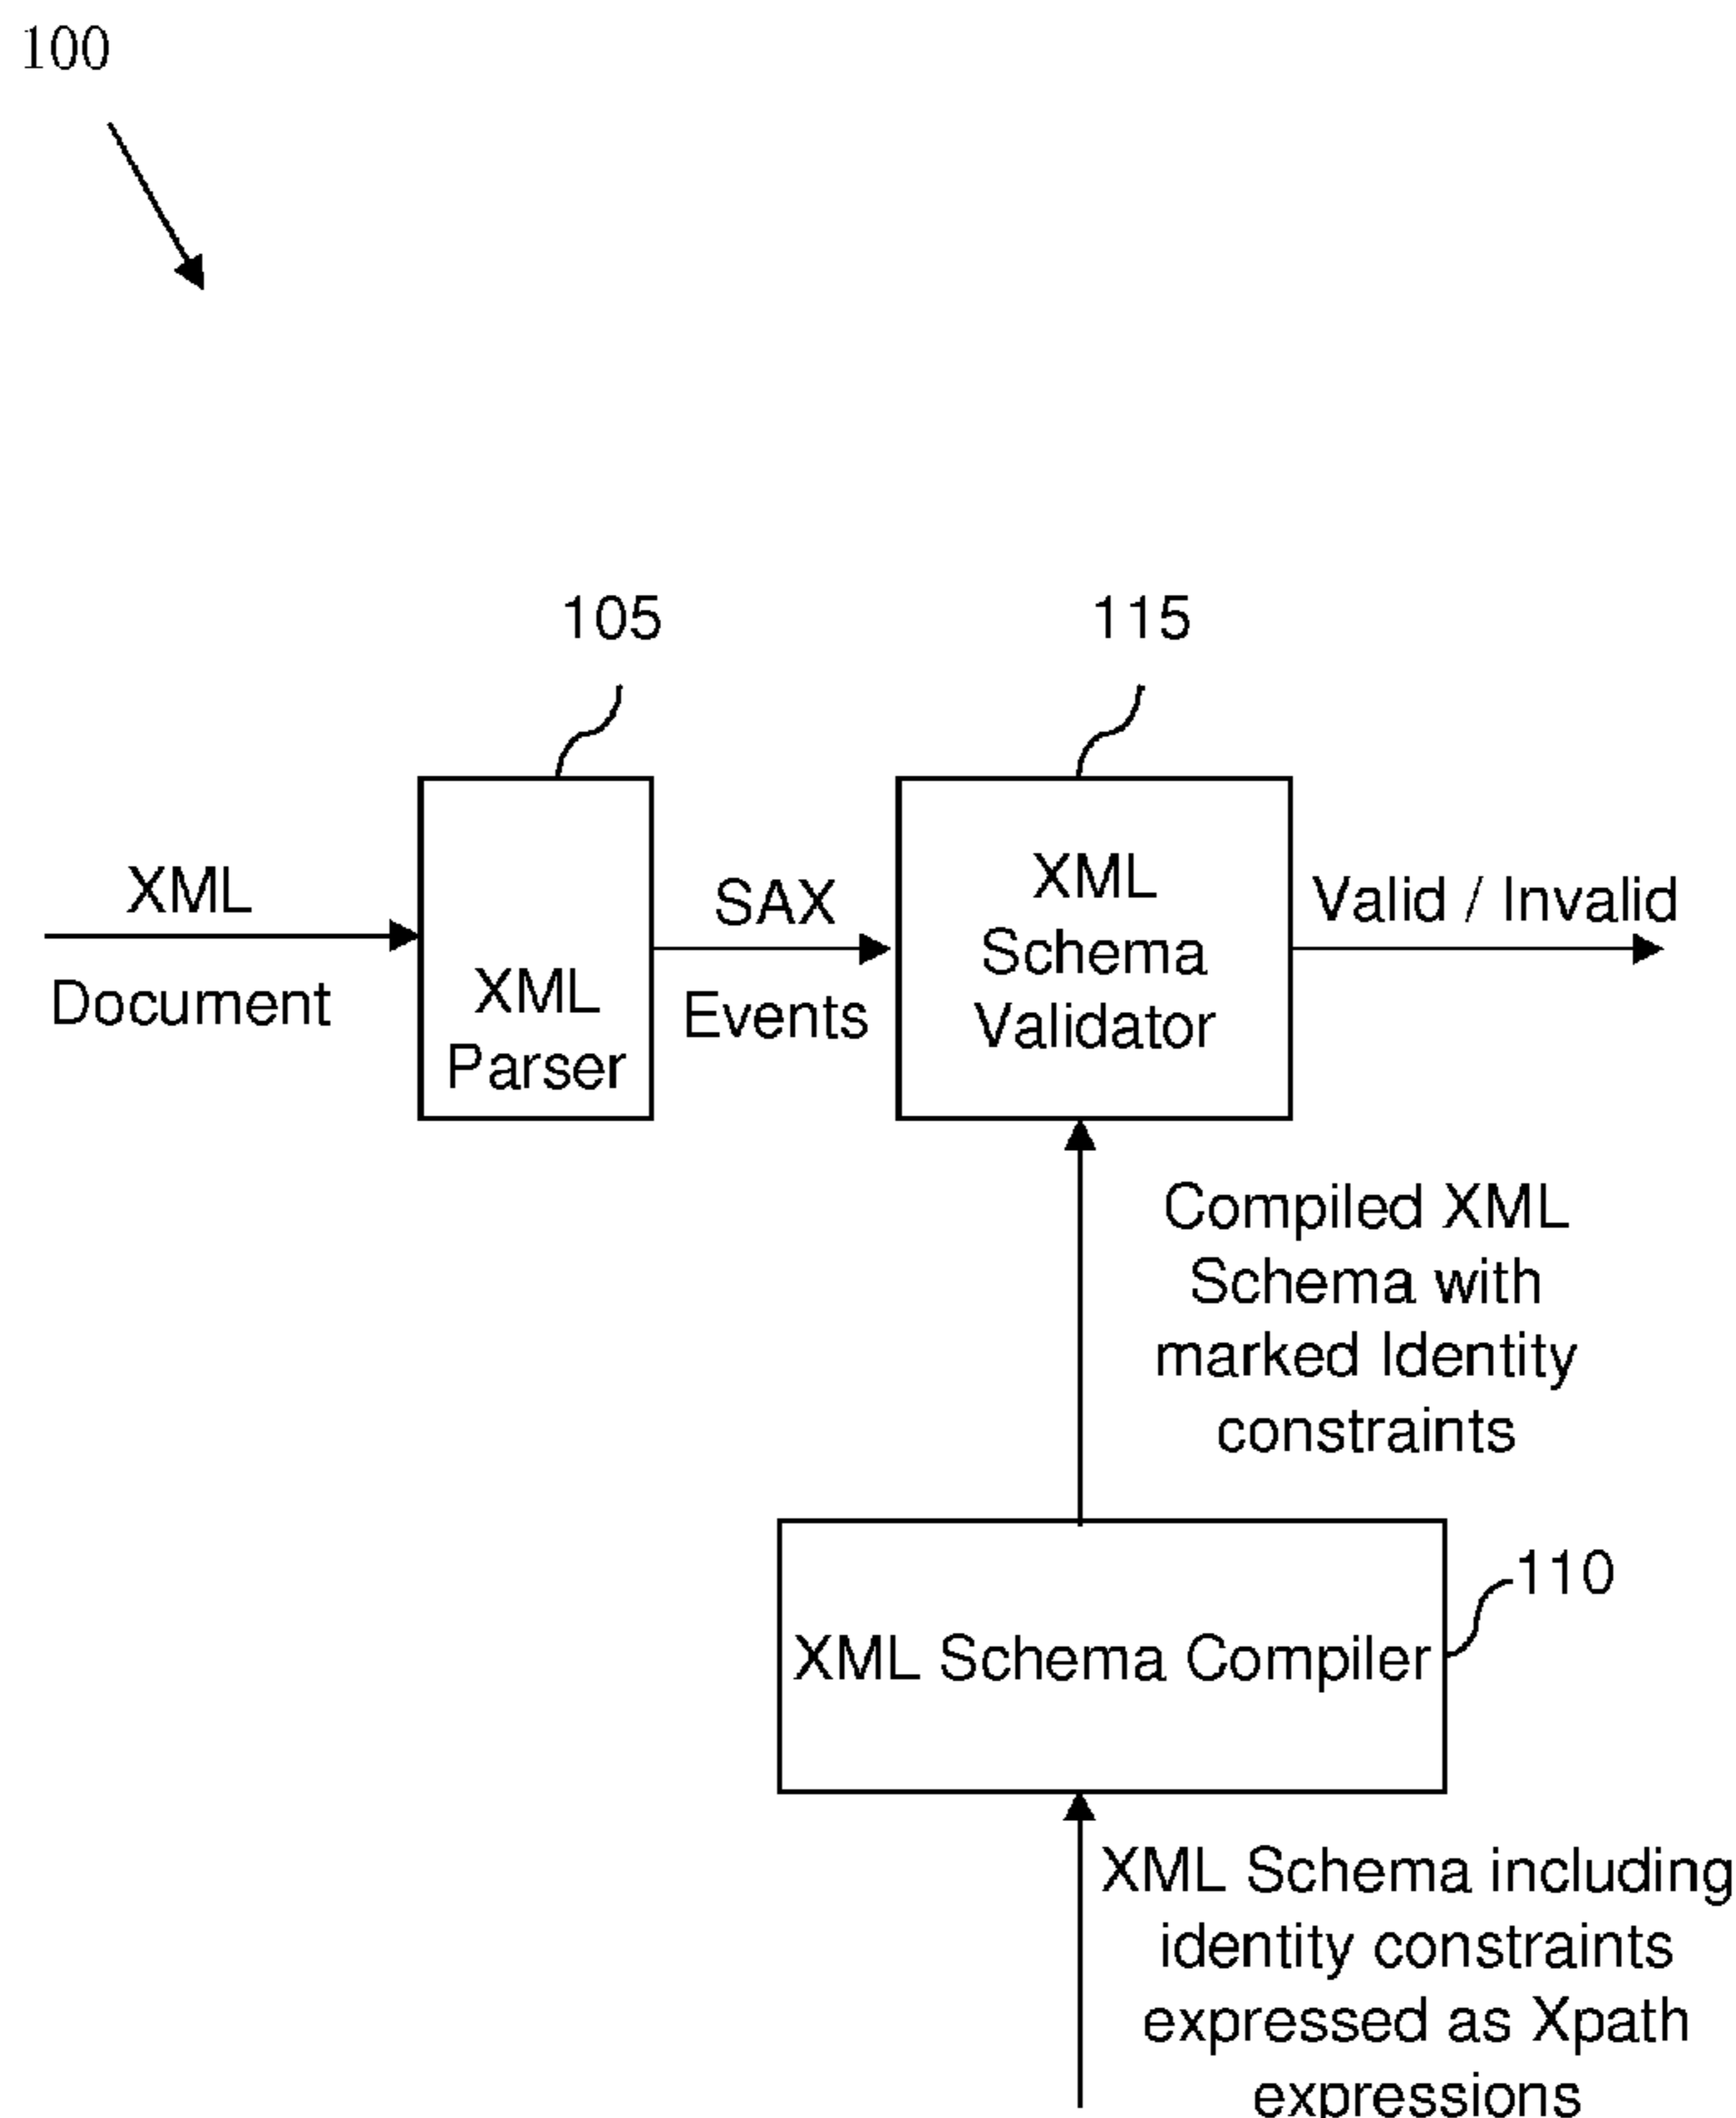 100
105
115
XML
Document
XML
Parser
SAX
Events
XML
Schema
Validator
Valid / Invalid
Compiled XML
Schema with
marked Identity
constraints
XML Schema Compiler
110
XML Schema including
identity constraints
expressed as Xpath
expressions